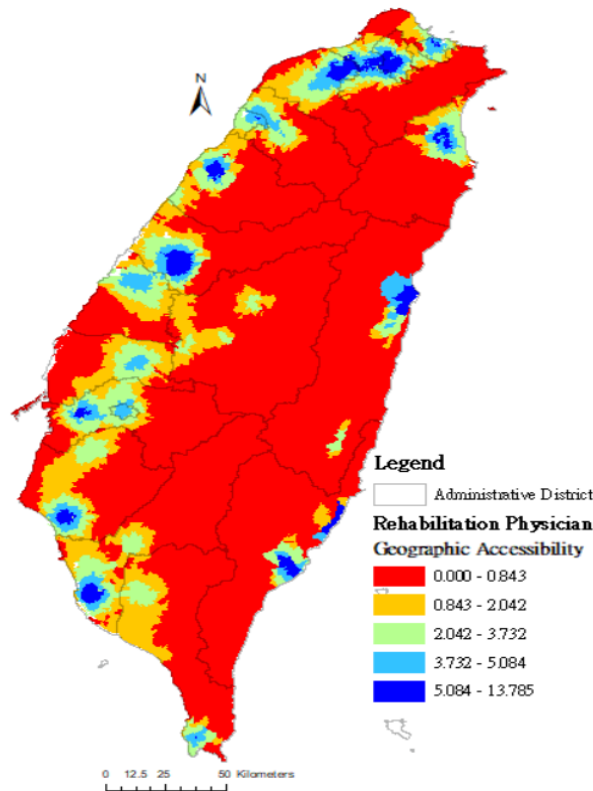 N
Legend
Administrative District
Rehabilitation Physician
Geographic Accessibility
0.000 - 0.843
0.843 - 2.042
2.042 - 3.732
3.732 - 5.084
5.084 - 13.785
0 12.5 25 50 Kilometers